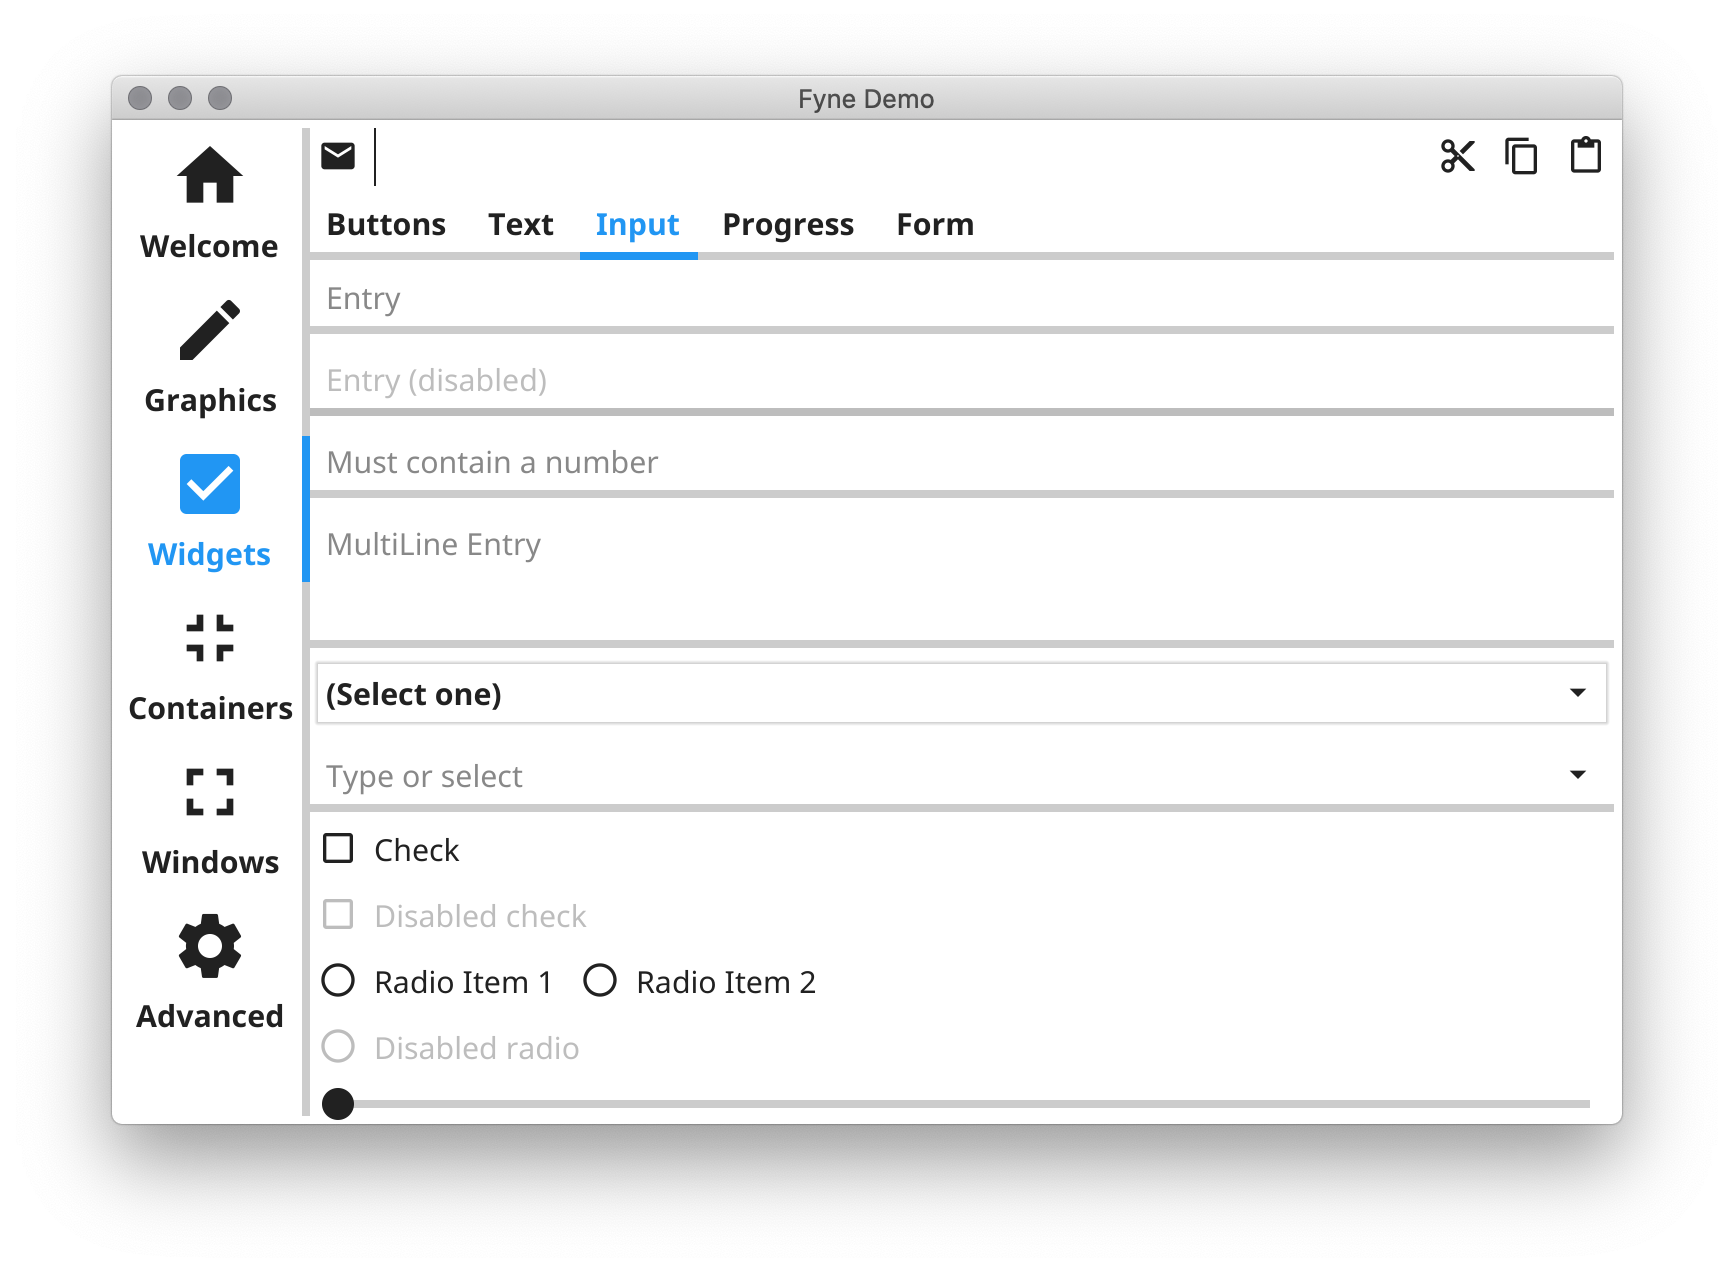 Fyne Demo
Welcome
Graphics
Widgets
Containers
Windows
Advanced
Buttons Text Input Progress Form
Entry
Entry (disabled)
Must contain a number
MultiLine Entry
(Select one)
Type or select
Check
Disabled check
Radio Item 1 Radio Item 2
Disabled radio